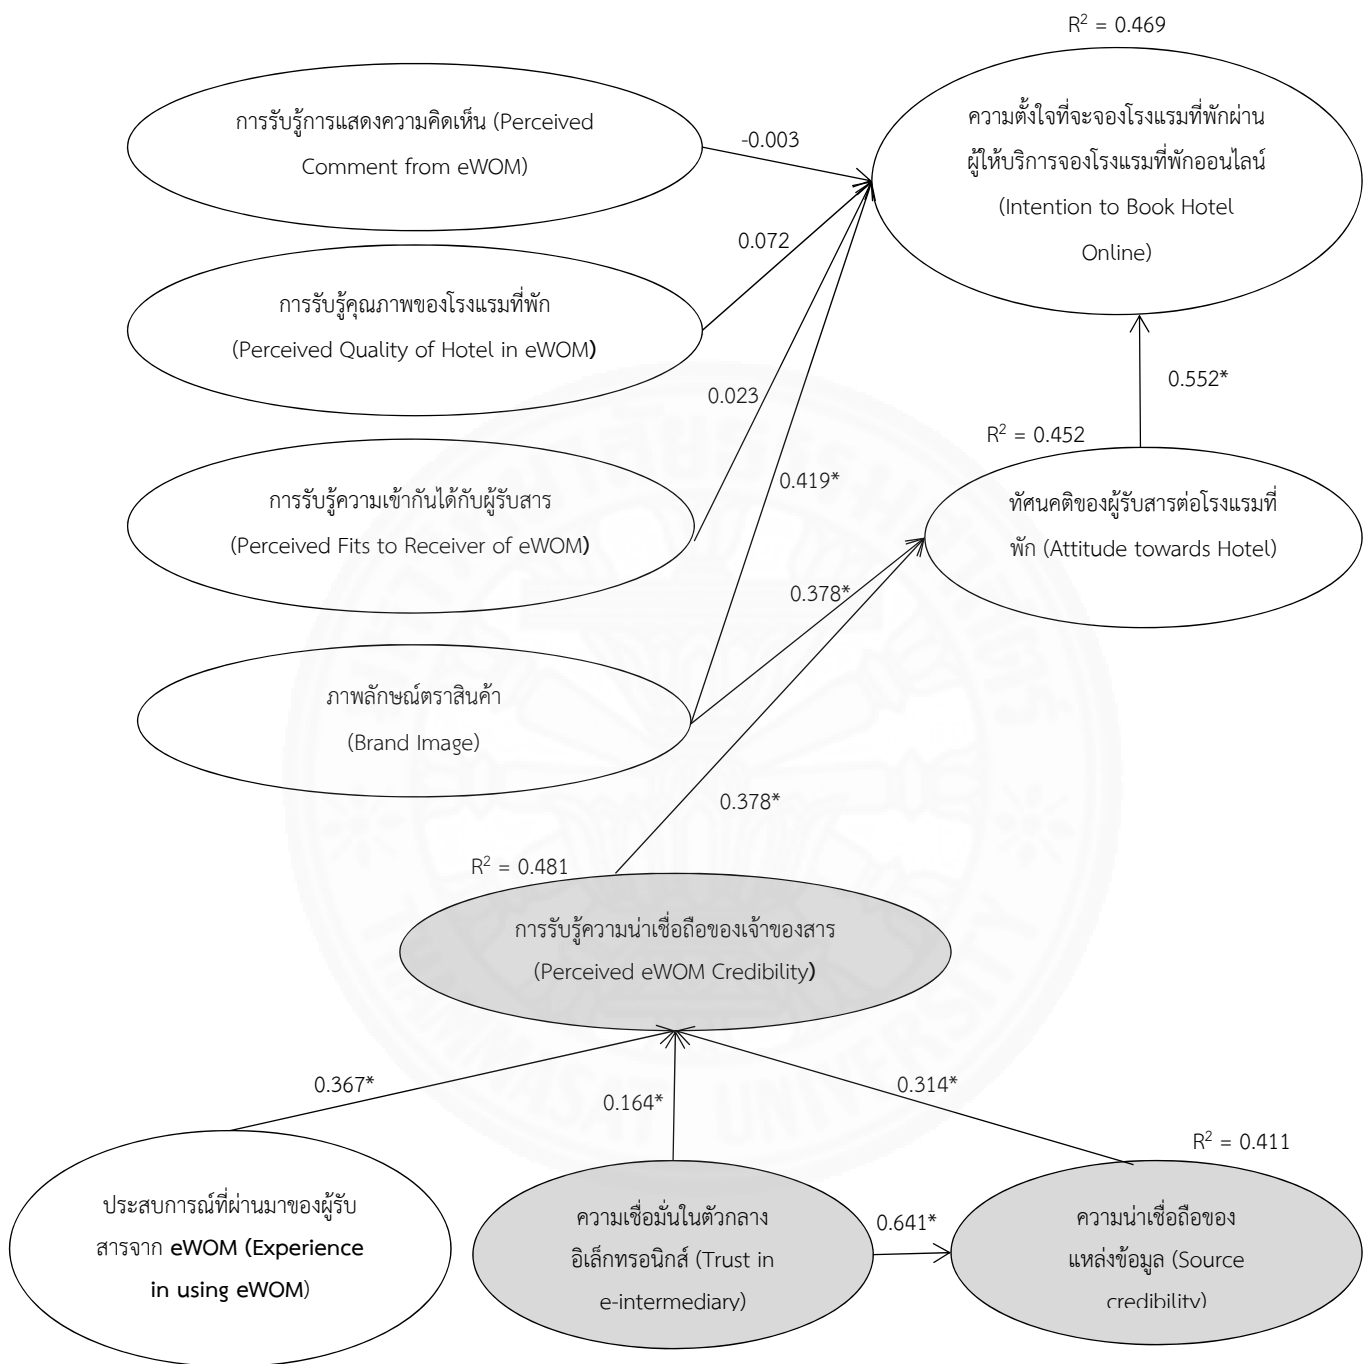 R² = 0.469
การรับรู้การแสดงความคิดเห็น (Perceived
Comment from eWOM)
-0.003
ความตั้งใจที่จะจองโรงแรมที่พักผ่าน
ผู้ให้บริการจองโรงแรมที่พักออนไลน์
(Intention to Book Hotel
Online)
0.072
การรับรู้คุณภาพของโรงแรมที่พัก
(Perceived Quality of Hotel in eWOM)
0.023
0.552*
R² = 0.452
การรับรู้ความเข้ากันได้กับผู้รับสาร
(Perceived Fits to Receiver of eWOM)
0.419*
ทัศนคติของผู้รับสารต่อโรงแรมที่
พัก (Attitude towards Hotel)
0.378*
ภาพลักษณ์ตราสินค้า
(Brand Image)
0.378*
R² = 0.481
การรับรู้ความน่าเชื่อถือของเจ้าของสาร
(Perceived eWOM Credibility)
0.367*
0.164*
0.314*
R² = 0.411
ประสบการณ์ที่ผ่านมาของผู้รับ
สารจาก eWOM (Experience
in using eWOM)
ความเชื่อมั่นในตัวกลาง
อิเล็กทรอนิกส์ (Trust in
e-intermediary)
0.641*
ความน่าเชื่อถือของ
แหล่งข้อมูล (Source
credibility)
THAMMASAT UNIVERSITY